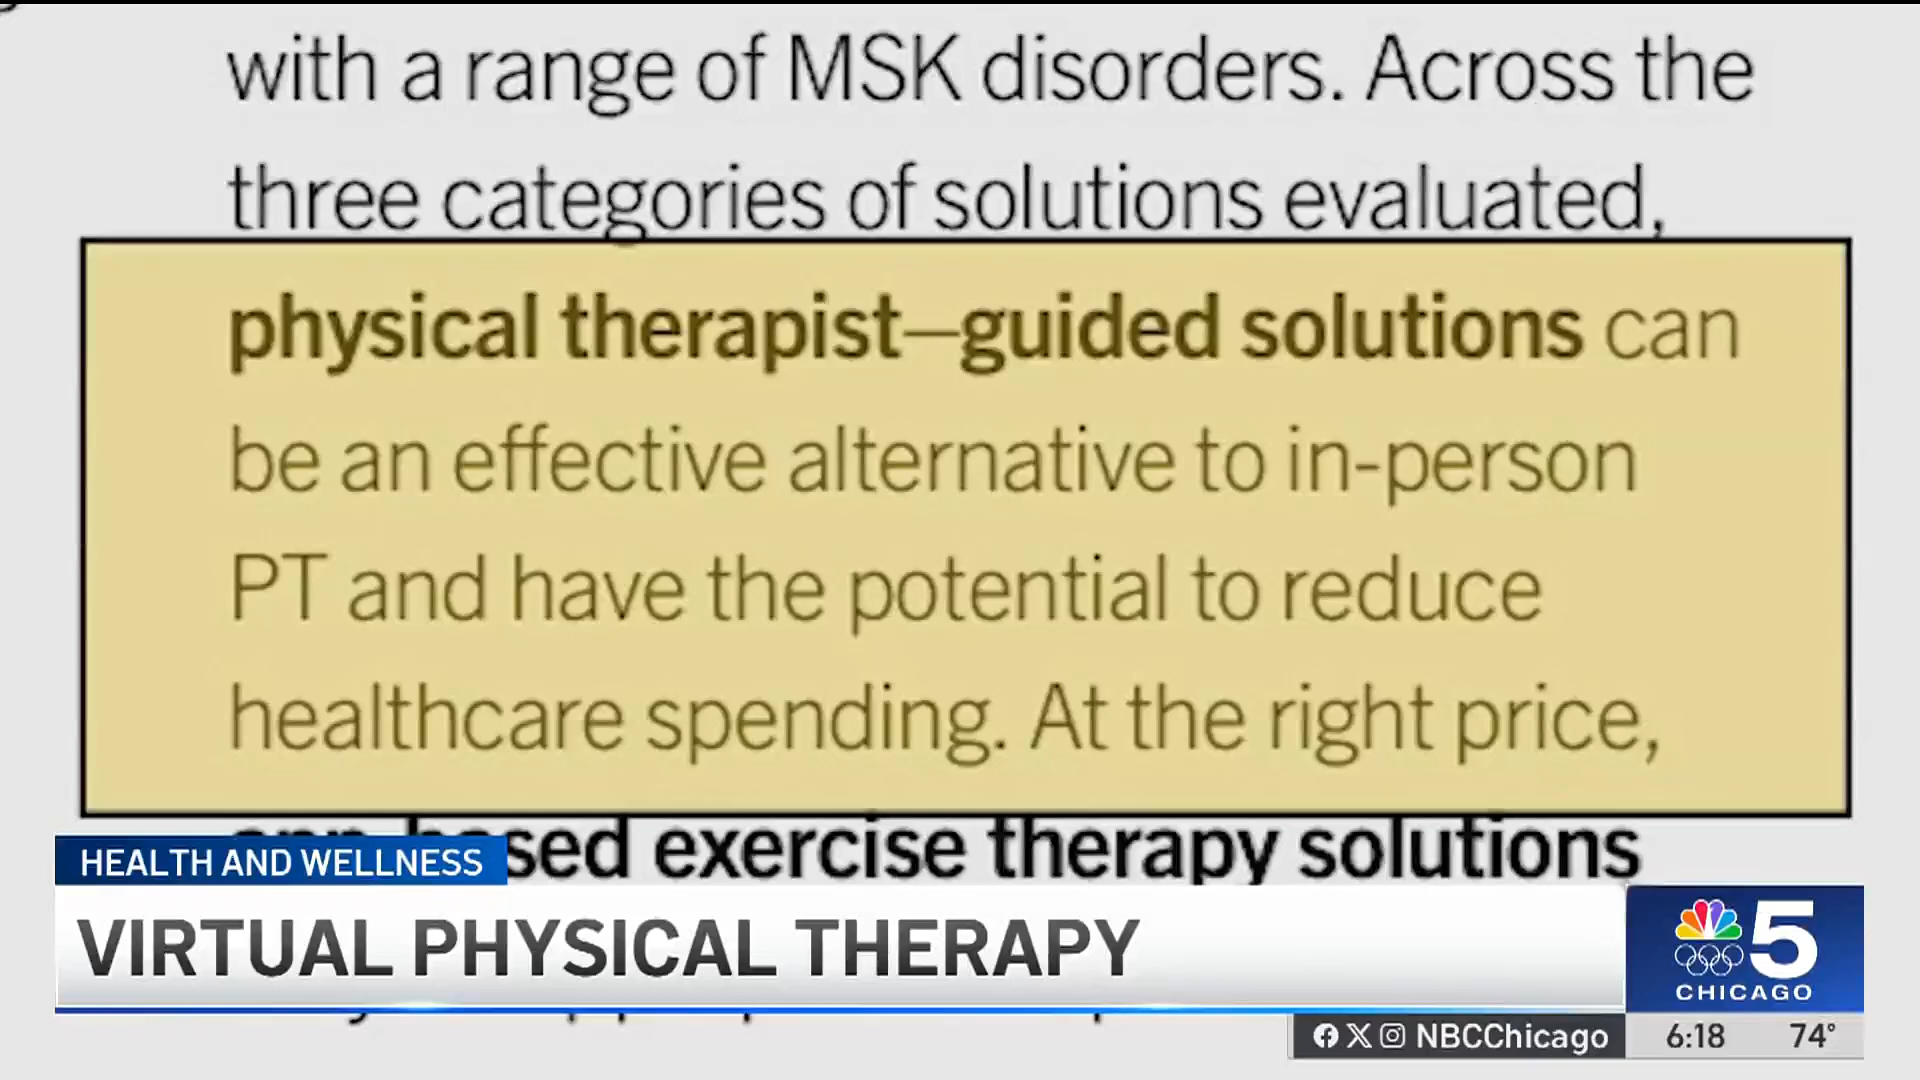 with a range of MSK disorders. Across the
three categories of solutions evaluated,
physical therapist–guided solutions can
be an effective alternative to in-person
PT and have the potential to reduce
healthcare spending. At the right price,
exercise therapy solutions
HEALTH AND WELLNESS
VIRTUAL PHYSICAL THERAPY
5
CHICAGO
NBCChicago
6:18 74°